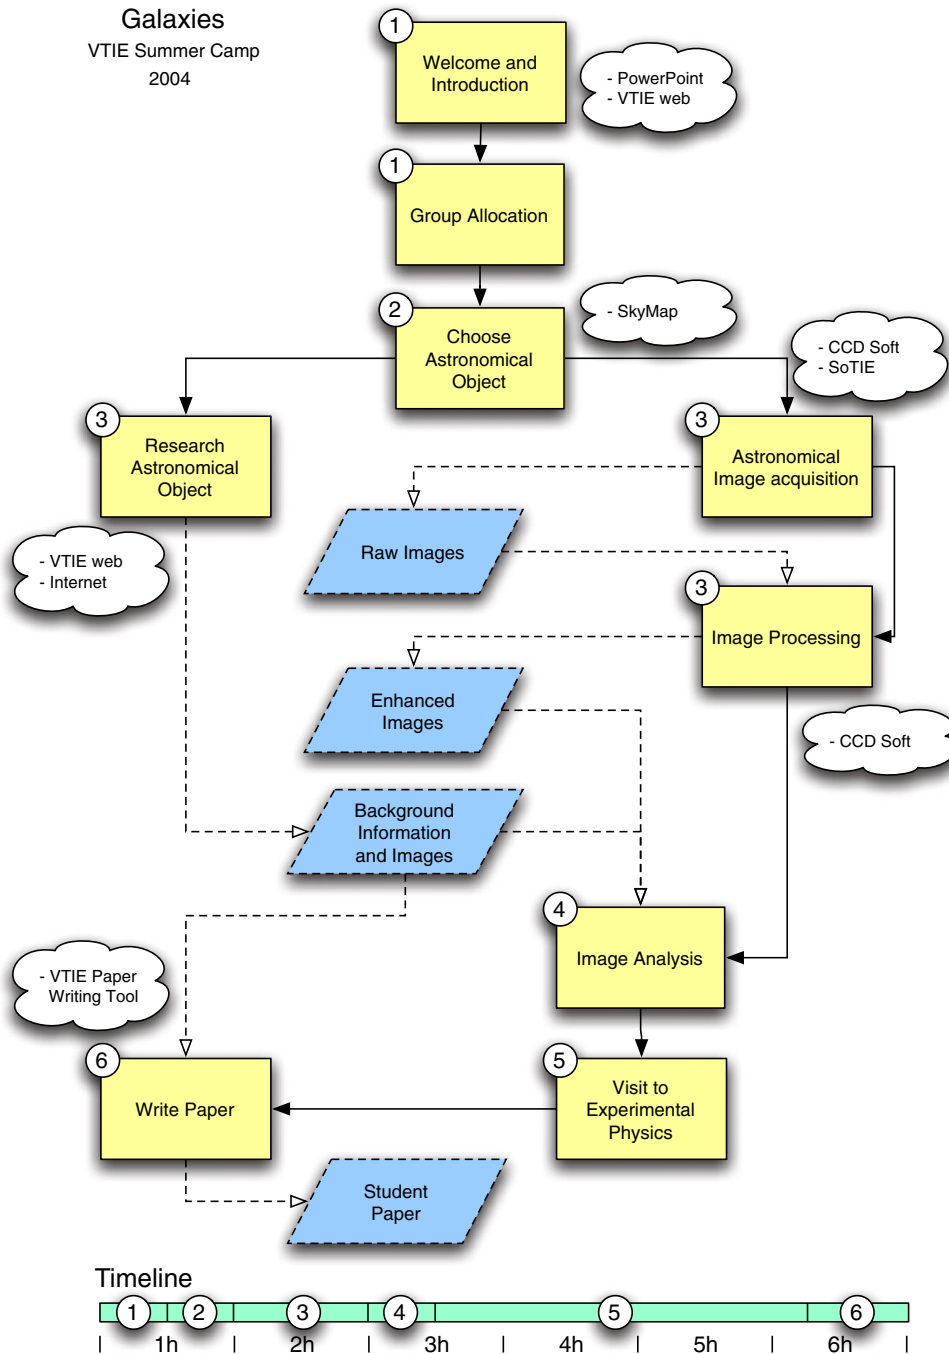 Galaxies
VTIE Summer Camp
2004
1
Welcome and
Introduction
- PowerPoint
- VTIE web
1
Group Allocation
2
Choose
Astronomical
Object
- SkyMap
- CCD Soft
- SoTIE
3
Research
Astronomical
Object
3
Astronomical
Image acquisition
- VTIE web
- Internet
Raw Images
3
Image Processing
Enhanced
Images
- CCD Soft
Background
Information
and Images
4
Image Analysis
- VTIE Paper
Writing Tool
6
Write Paper
5
Visit to
Experimental
Physics
Student
Paper
Timeline
1 2 3 4 5 6
| 1h | 2h | 3h | 4h | 5h | 6h |